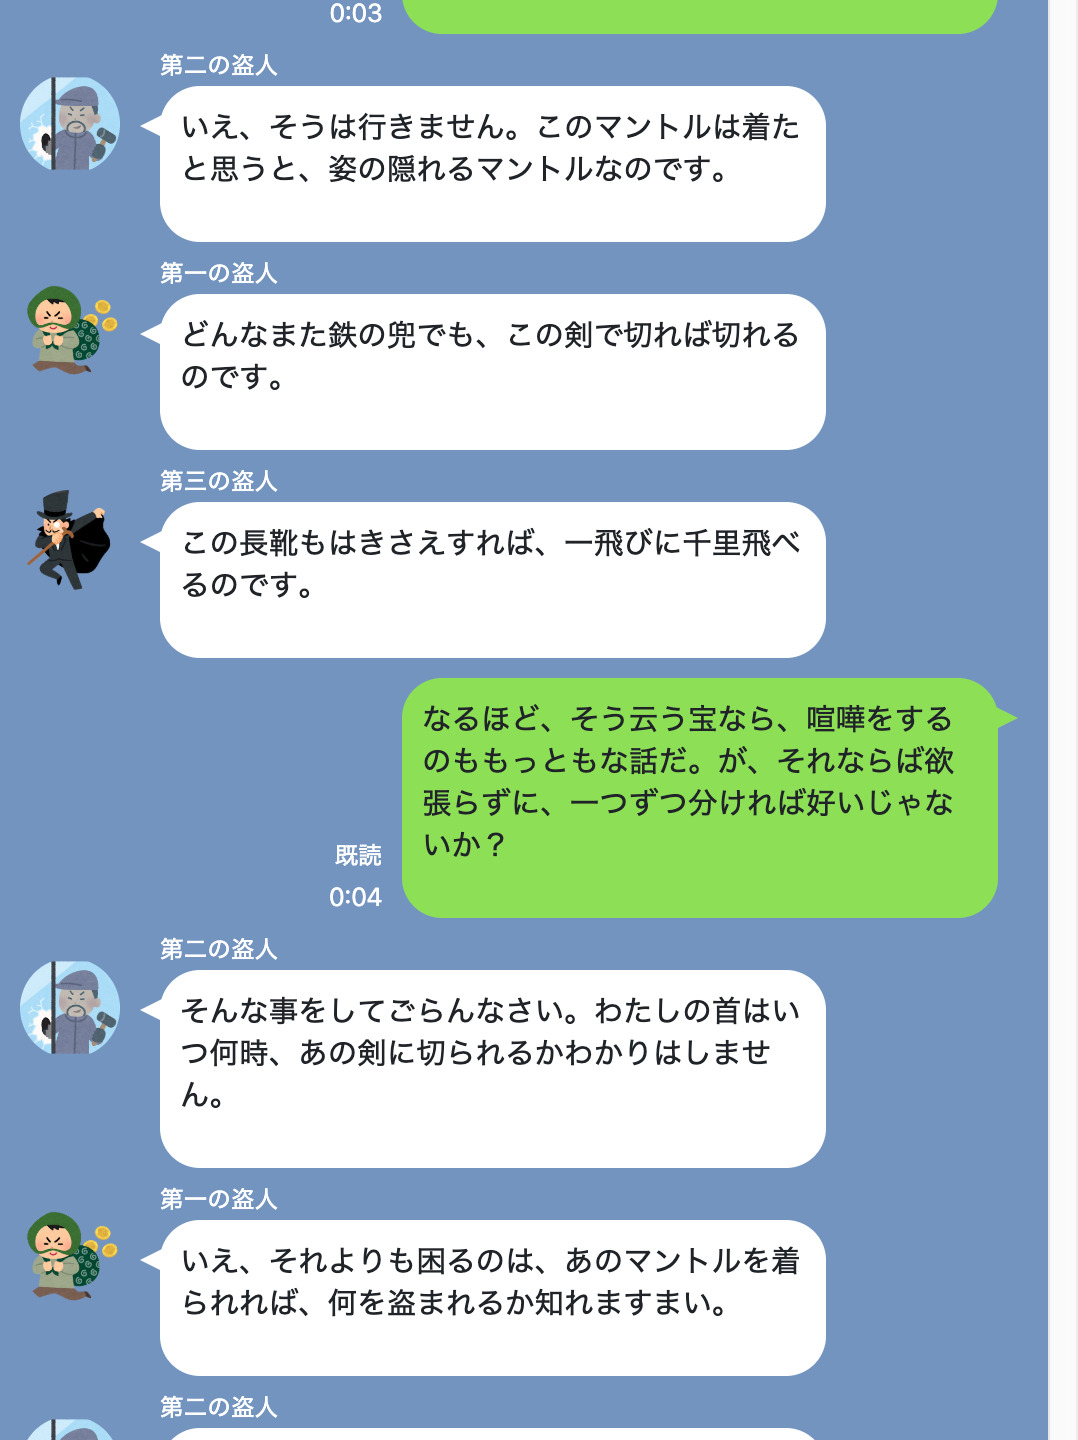 0:03
第二の盗人
いえ、そうは行きません。このマントルは着た
と思うと、姿の隠れるマントルなのです。
第一の盗人
どんなまた鉄の兜でも、この剣で切れば切れる
のです。
第三の盗人
この長靴もはきさえすれば、一飛びに千里飛べ
るのです。
なるほど、そう云う宝なら、喧嘩をする
のももっともな話だ。が、それならば欲
張らずに、一つずつ分ければ好いじゃな
いか？
既読
0:04
第二の盗人
そんな事をしてごらんなさい。わたしの首はい
つ何時、あの剣に切られるかわかりはしませ
ん。
第一の盗人
いえ、それよりも困るのは、あのマントルを着
られれば、何を盗まれるか知れますまい。
第二の盗人